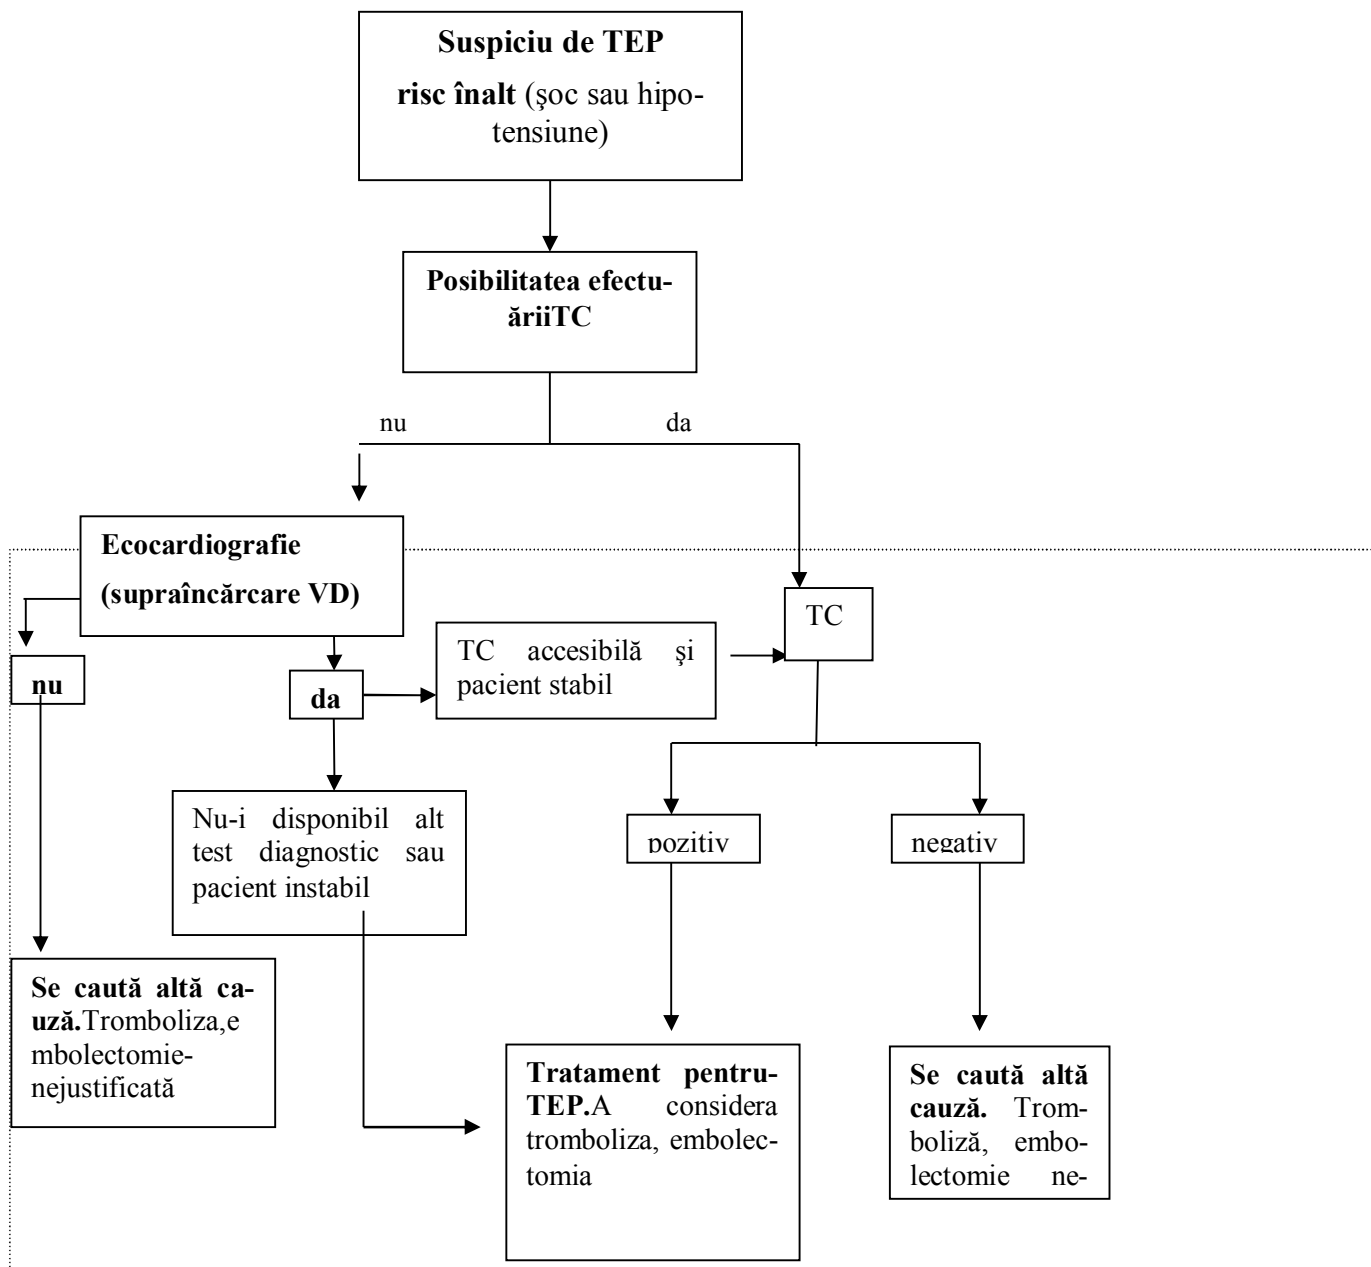 Suspiciu de TEP
risc înalt (şoc sau hipo-
tensiune)
Posibilitatea efectu-
ăriiTC
nu
da
Ecocardiografie
(supraîncărcare VD)
TC
TC accesibilă şi
pacient stabil
nu
da
Nu-i disponibil alt
test diagnostic sau
pacient instabil
pozitiv
negativ
Se caută altă ca-
uză.Tromboliza,e
mbolectomie-
nejustificată
Tratament pentru-
TEP.A considera
tromboliza, embolec-
tomia
Se caută altă
cauză. Trom-
boliză, embo-
lectomie ne-